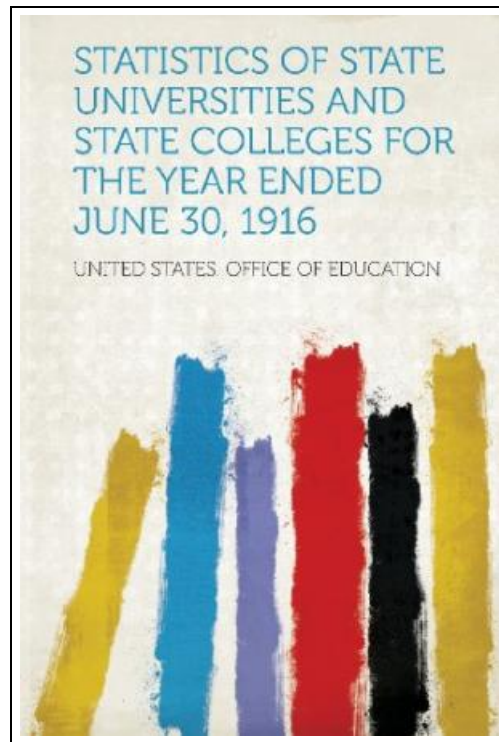 STATISTICS OF STATE
UNIVERSITIES AND
STATE COLLEGES FOR
THE YEAR ENDED
JUNE 30, 1916
UNITED STATES. OFFICE OF EDUCATION